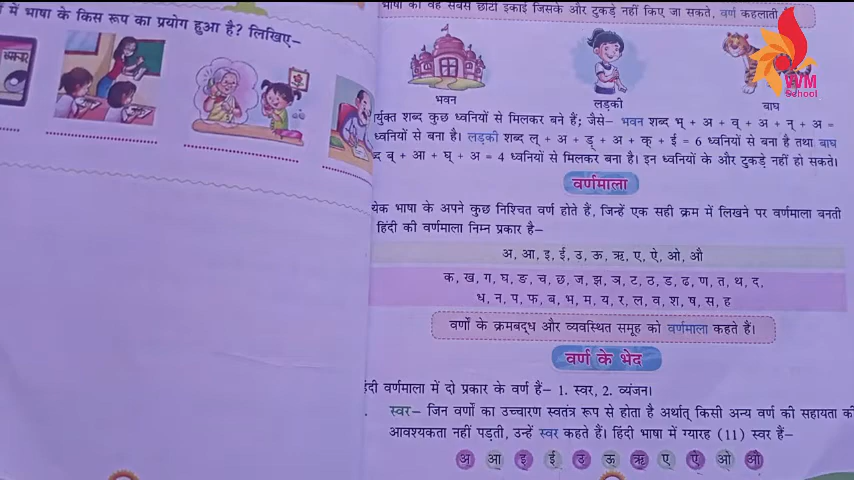 में भाषा के किस रूप का प्रयोग हुआ है? लिखिए–
भाषा की वह सबसे छोटी इकाई जिसके और टुकड़े नहीं किए जा सकते, वर्ण कहलाती
VVM
School
भवन
लड़की
बाघ
र्युक्त शब्द कुछ ध्वनियों से मिलकर बने हैं; जैसे– भवन शब्द भ् + अ + व् + अ + न् + अ =
ध्वनियों से बना है। लड़की शब्द ल् + अ + ड़् + अ + क् + ई = 6 ध्वनियों से बना है तथा बाघ
द ब् + आ + घ् + अ = 4 ध्वनियों से मिलकर बना है। इन ध्वनियों के और टुकड़े नहीं हो सकते।
वर्णमाला
येक भाषा के अपने कुछ निश्चित वर्ण होते हैं, जिन्हें एक सही क्रम में लिखने पर वर्णमाला बनती
हिंदी की वर्णमाला निम्न प्रकार है–
अ, आ, इ, ई, उ, ऊ, ऋ, ए, ऐ, ओ, औ
क, ख, ग, घ, ङ, च, छ, ज, झ, ञ, ट, ठ, ड, ढ, ण, त, थ, द,
ध, न, प, फ, ब, भ, म, य, र, ल, व, श, ष, स, ह
वर्णों के क्रमबद्ध और व्यवस्थित समूह को वर्णमाला कहते हैं।
वर्ण के भेद
हिंदी वर्णमाला में दो प्रकार के वर्ण हैं– 1. स्वर, 2. व्यंजन।
स्वर– जिन वर्णों का उच्चारण स्वतंत्र रूप से होता है अर्थात् किसी अन्य वर्ण की सहायता की
आवश्यकता नहीं पड़ती, उन्हें स्वर कहते हैं। हिंदी भाषा में ग्यारह (11) स्वर हैं–
अ आ इ ई उ ऊ ऋ ए ऐ ओ औ